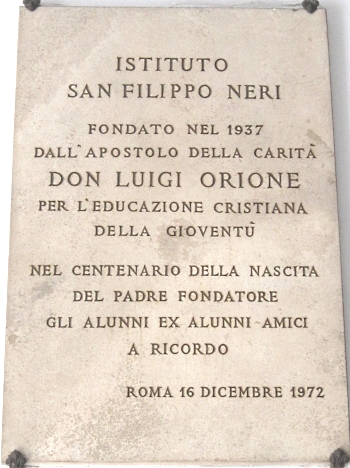 ISTITUTO
SAN FILIPPO NERI
FONDATO NEL 1937
DALL'APOSTOLO DELLA CARITÀ
DON LUIGI ORIONE
PER L'EDUCAZIONE CRISTIANA
DELLA GIOVENTÙ
NEL CENTENARIO DELLA NASCITA
DEL PADRE FONDATORE
GLI ALUNNI EX ALUNNI AMICI
A RICORDO
ROMA 16 DICEMBRE 1972